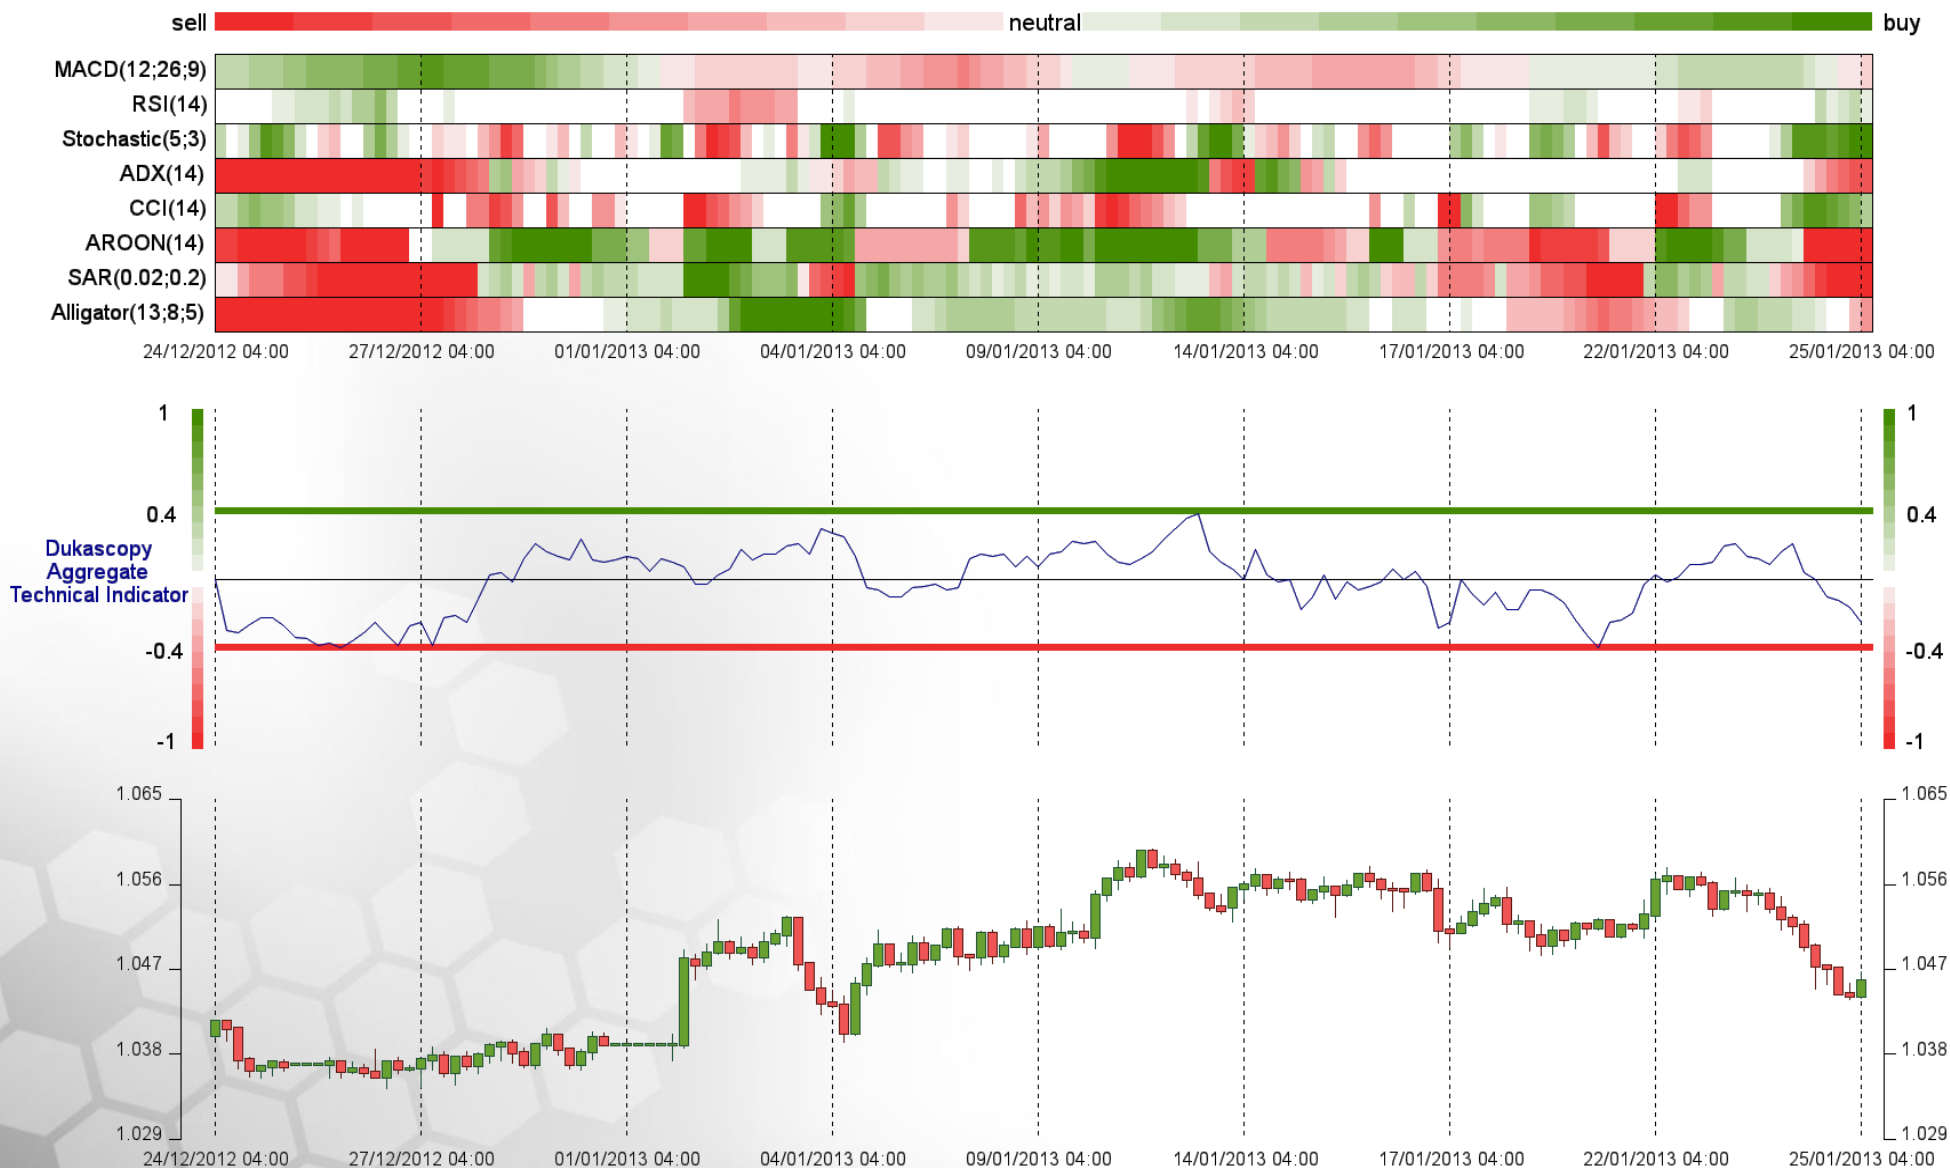 sell neutral buy
MACD(12;26;9)
RSI(14)
Stochastic(5;3)
ADX(14)
CCI(14)
AROON(14)
SAR(0.02;0.2)
Alligator(13;8;5)
24/12/2012 04:00 27/12/2012 04:00 01/01/2013 04:00 04/01/2013 04:00 09/01/2013 04:00 14/01/2013 04:00 17/01/2013 04:00 22/01/2013 04:00 25/01/2013 04:00
1 1
0.4 0.4
Dukascopy
Aggregate
Technical Indicator
-0.4 -0.4
-1 -1
1.065 1.065
1.056 1.056
1.047 1.047
1.038 1.038
1.029 1.029
24/12/2012 04:00 27/12/2012 04:00 01/01/2013 04:00 04/01/2013 04:00 09/01/2013 04:00 14/01/2013 04:00 17/01/2013 04:00 22/01/2013 04:00 25/01/2013 04:00